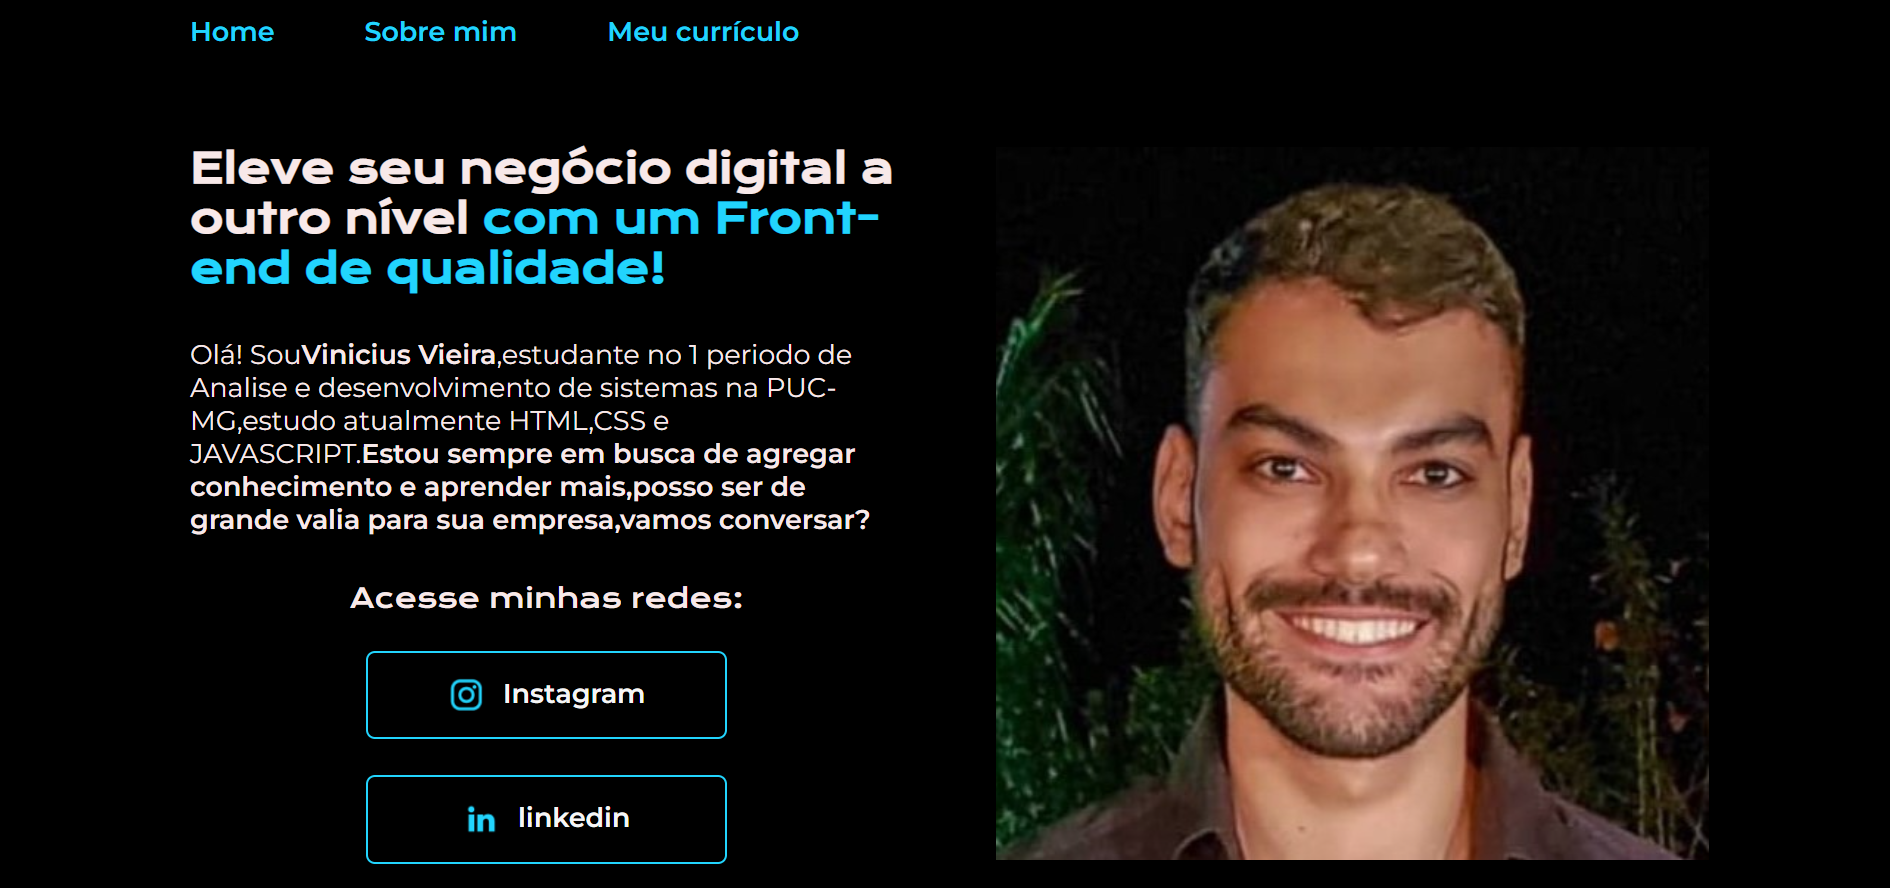 Home Sobre mim Meu currículo
Eleve seu negócio digital a
outro nível com um Front-
end de qualidade!
Olá! SouVinicius Vieira,estudante no 1 periodo de
Analise e desenvolvimento de sistemas na PUC-
MG,estudo atualmente HTML,CSS e
JAVASCRIPT.Estou sempre em busca de agregar
conhecimento e aprender mais,posso ser de
grande valia para sua empresa,vamos conversar?
Acesse minhas redes:
Instagram
linkedin